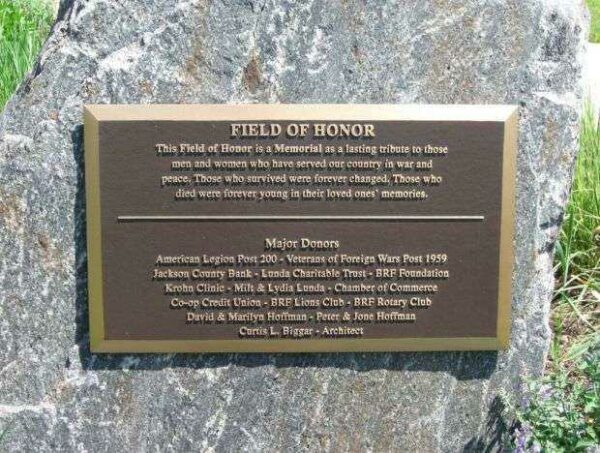 FIELD OF HONOR
This Field of Honor is a Memorial as a lasting tribute to those
men and women who have served our country in war and
peace. Those who survived were forever changed. Those who
died were forever young in their loved ones' memories.
Major Donors
American Legion Post 200 - Veterans of Foreign Wars Post 1959
Jackson County Bank - Lunda Charitable Trust - BRF Foundation
Krohn Clinic - Milt & Lydia Lunda - Chamber of Commerce
Co-op Credit Union - BRF Lions Club - BRF Rotary Club
David & Marilyn Hoffman - Peter & Jone Hoffman
Curtis L. Biggar - Architect